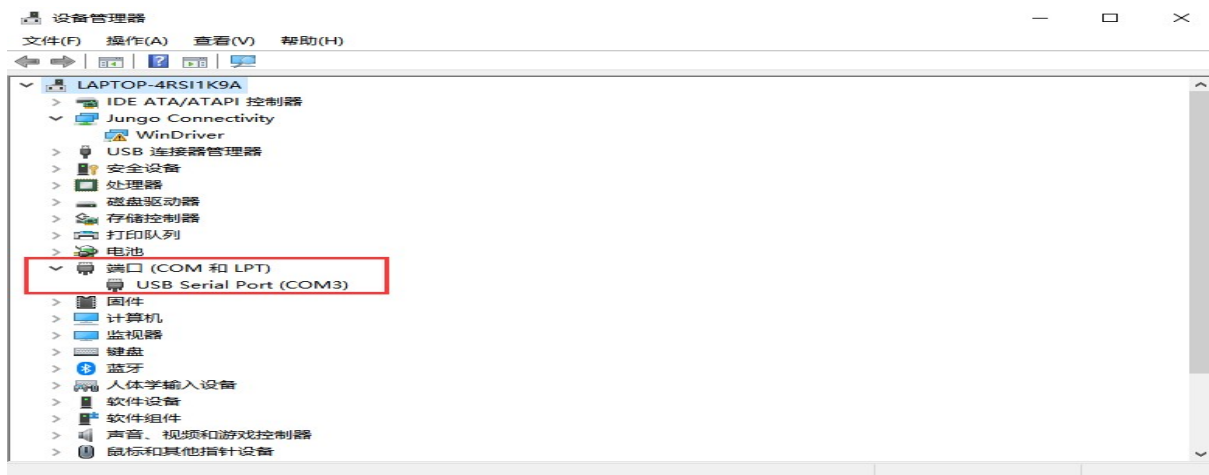 设备管理器
文件(F) 操作(A) 查看(V) 帮助(H)
LAPTOP-4RSI1K9A
IDE ATA/ATAPI 控制器
Jungo Connectivity
WinDriver
USB 连接器管理器
安全设备
处理器
磁盘驱动器
存储控制器
打印队列
电池
端口 (COM 和 LPT)
USB Serial Port (COM3)
固件
计算机
监视器
键盘
蓝牙
人体学输入设备
软件设备
软件组件
声音、视频和游戏控制器
鼠标和其他指针设备